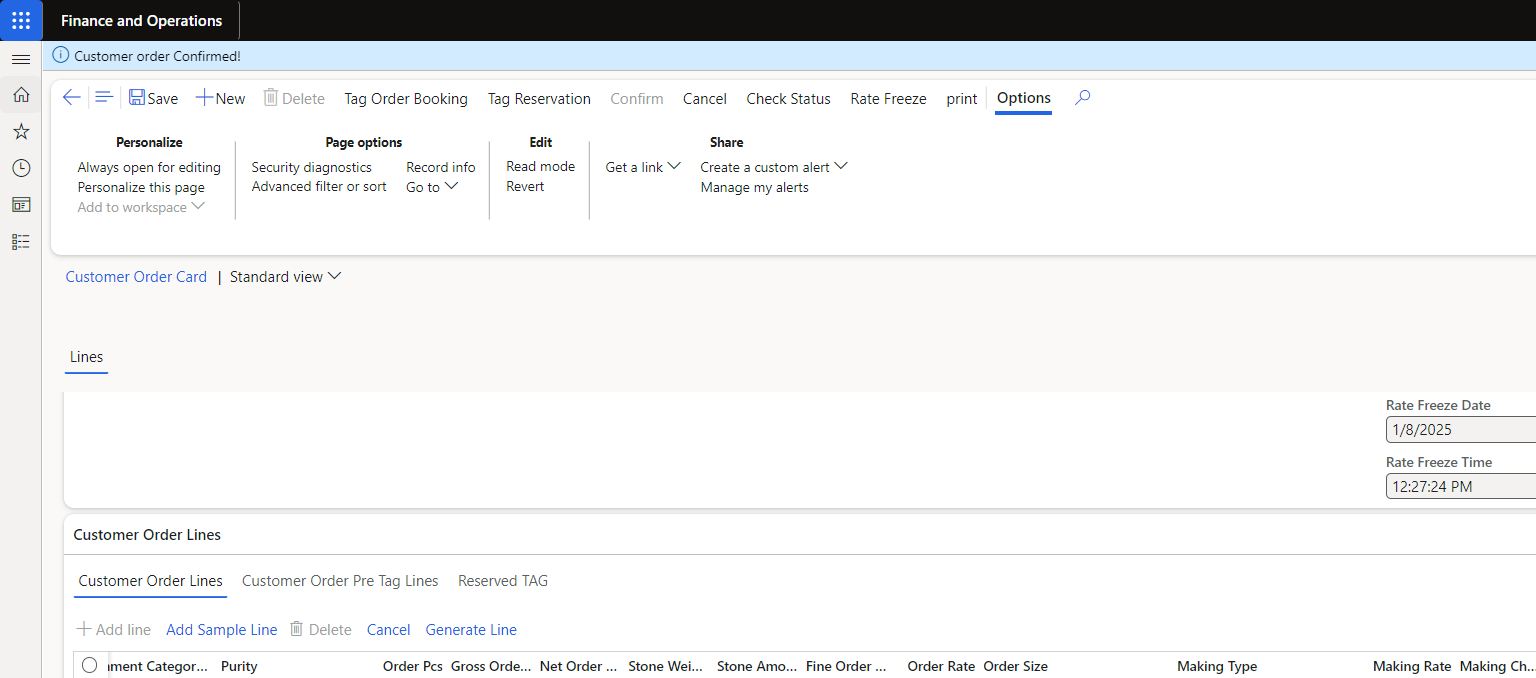 Finance and Operations
Customer order Confirmed!
Save New Delete Tag Order Booking Tag Reservation Confirm Cancel Check Status Rate Freeze print Options
Personalize Page options Edit Share
Always open for editing Security diagnostics Record info Read mode Get a link Create a custom alert
Personalize this page Advanced filter or sort Go to Revert Manage my alerts
Add to workspace
Customer Order Card | Standard view
Lines
Rate Freeze Date
1/8/2025
Rate Freeze Time
12:27:24 PM
Customer Order Lines
Customer Order Lines Customer Order Pre Tag Lines Reserved TAG
Add line Add Sample Line Delete Cancel Generate Line
Categor... Purity Order Pcs Gross Orde... Net Order ... Stone Wei... Stone Amo... Fine Order ... Order Rate Order Size Making Type Making Rate Making Ch...